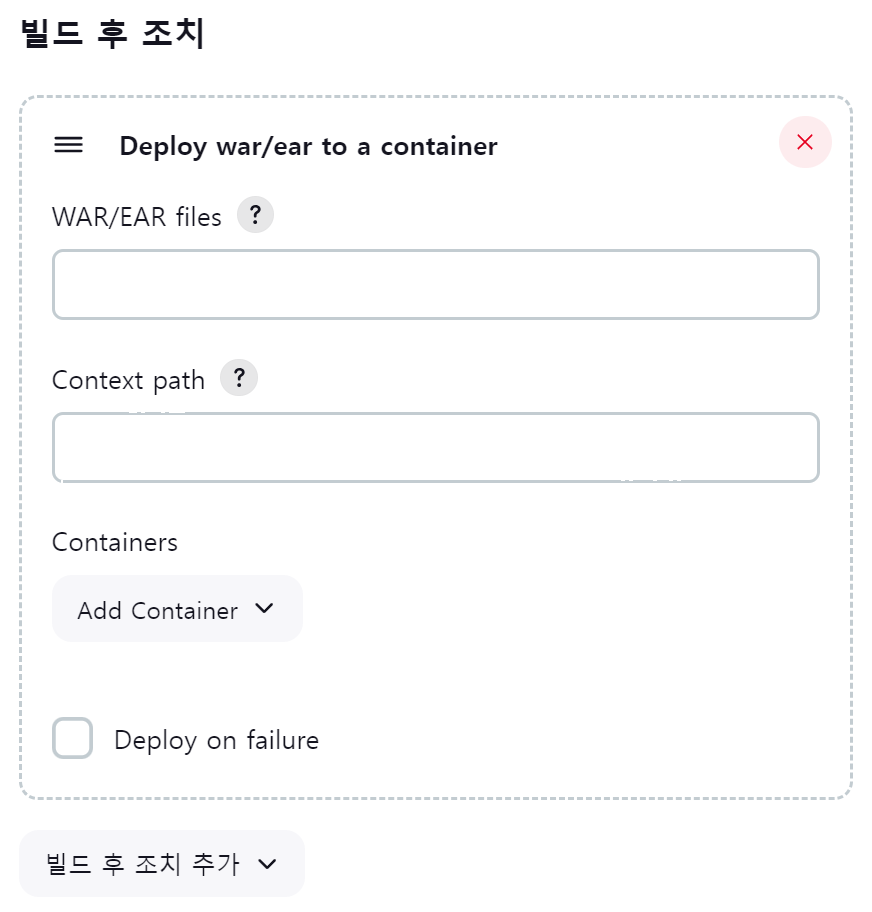 빌드 후 조치
Deploy war/ear to a container
WAR/EAR files ?
Context path ?
Containers
Add Container
Deploy on failure
빌드 후 조치 추가